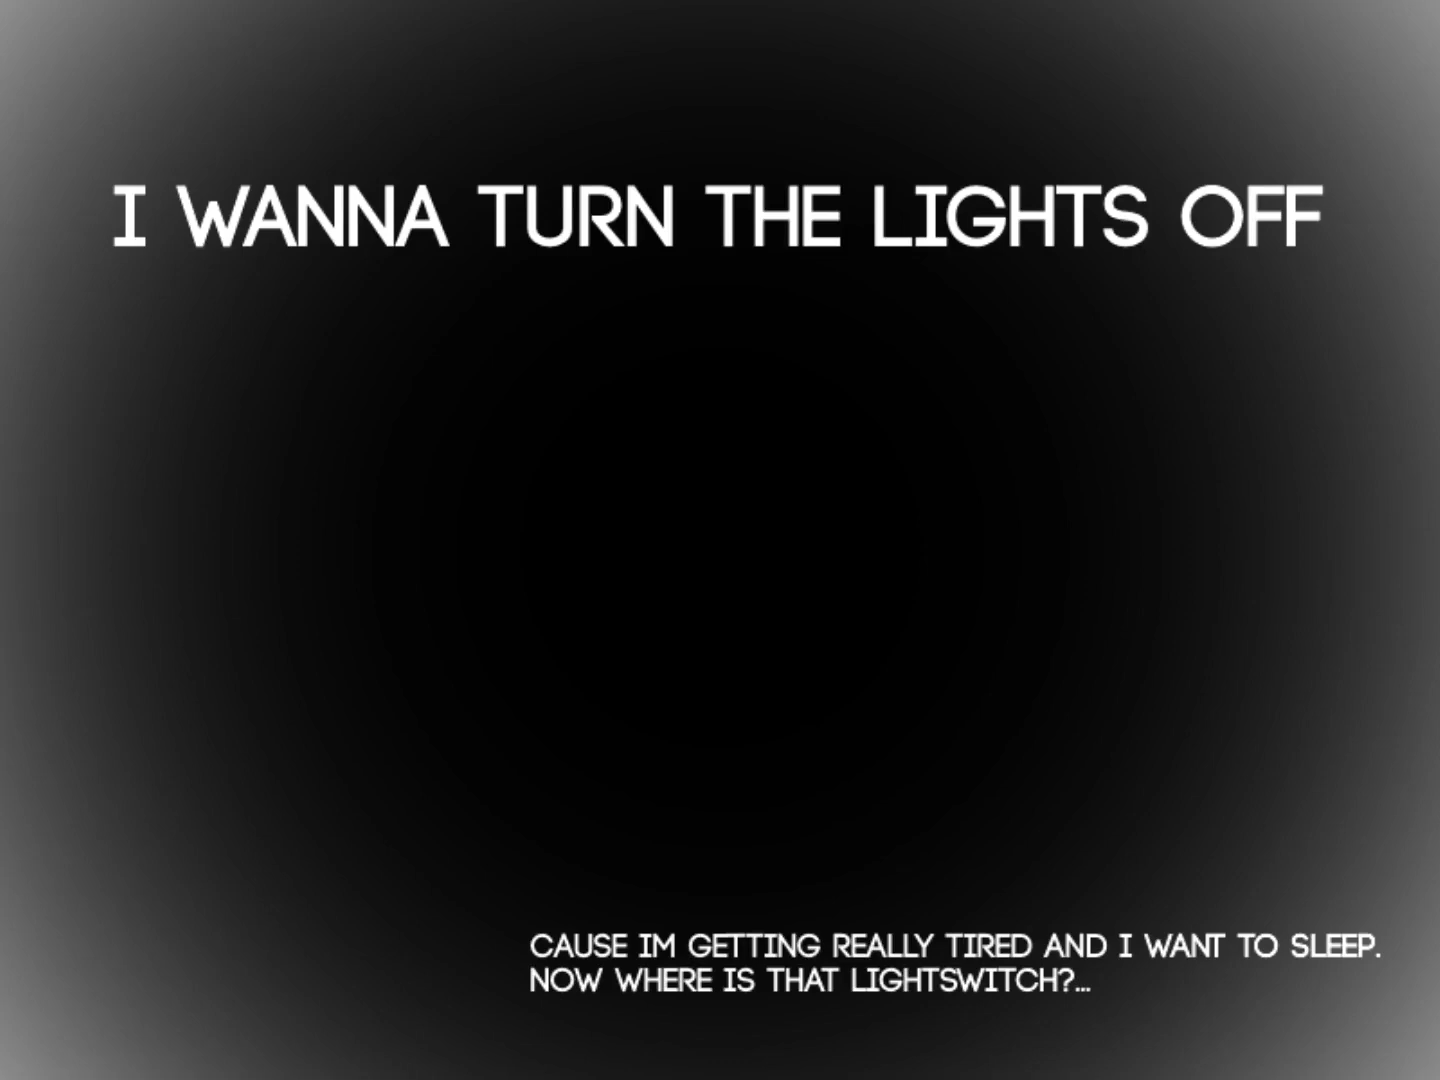 I WANNA TURN THE LIGHTS OFF
CAUSE IM GETTING REALLY TIRED AND I WANT TO SLEEP.
NOW WHERE IS THAT LIGHTSWITCH?...